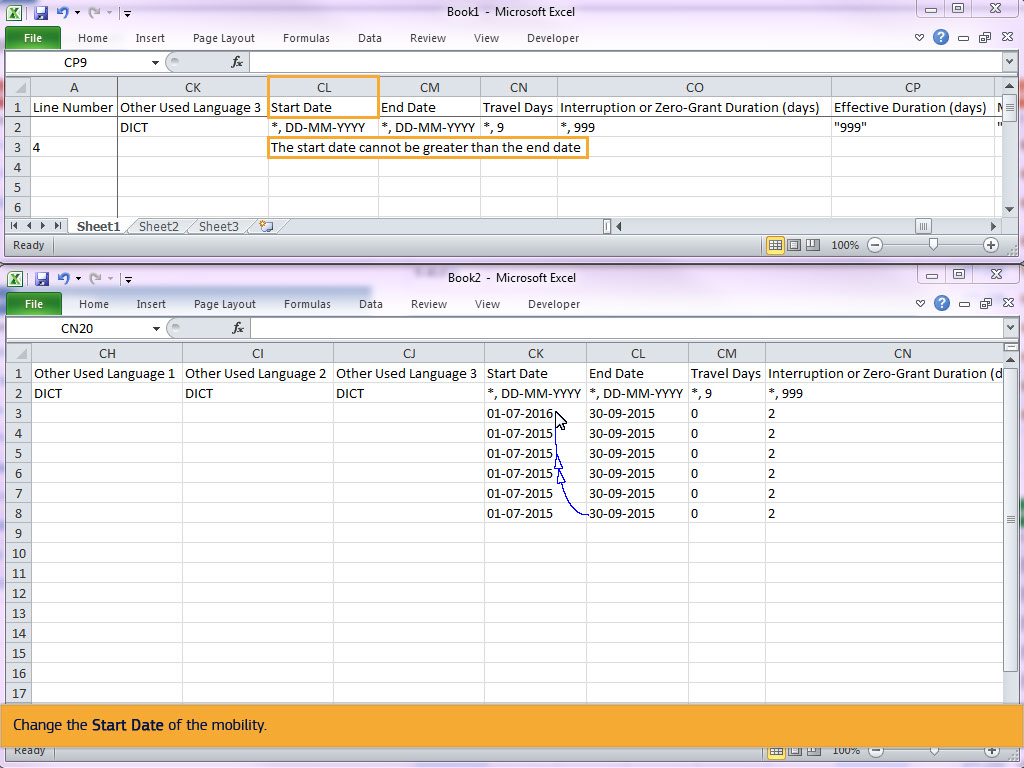 Book1 - Microsoft Excel
File Home Insert Page Layout Formulas Data Review View Developer
CP9 fx
A CK CL CM CN CO CP
1 Line Number Other Used Language 3 Start Date End Date Travel Days Interruption or Zero-Grant Duration (days) Effective Duration (days)
2 DICT *, DD-MM-YYYY *, DD-MM-YYYY *, 9 *, 999 "999" "
3 4 The start date cannot be greater than the end date
4
5
6
Sheet1 Sheet2 Sheet3
Ready 100%
Book2 - Microsoft Excel
File Home Insert Page Layout Formulas Data Review View Developer
CN20 fx
CH CI CJ CK CL CM CN
1 Other Used Language 1 Other Used Language 2 Other Used Language 3 Start Date End Date Travel Days Interruption or Zero-Grant Duration (d
2 DICT DICT DICT *, DD-MM-YYYY *, DD-MM-YYYY *, 9 *, 999
3 01-07-2016 30-09-2015 0 2
4 01-07-2015 30-09-2015 0 2
5 01-07-2015 30-09-2015 0 2
6 01-07-2015 30-09-2015 0 2
7 01-07-2015 30-09-2015 0 2
8 01-07-2015 30-09-2015 0 2
9
10
11
12
13
14
15
16
17
Change the Start Date of the mobility.
Ready 100%